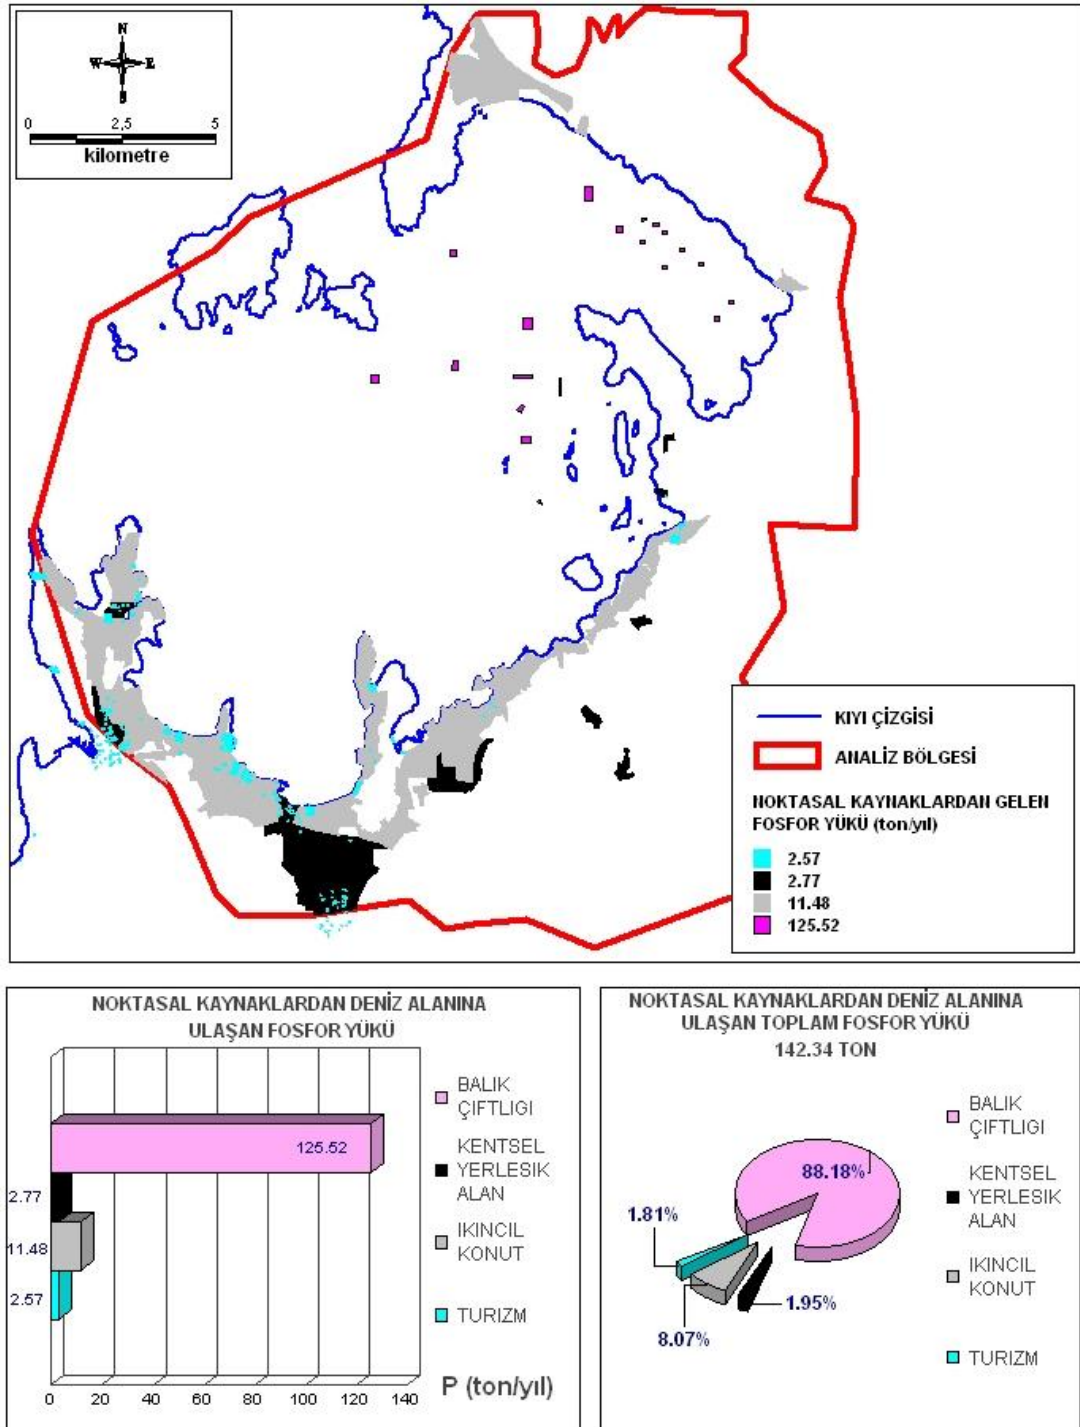 N
W E
S
0 2,5 5
kilometre
KIYI ÇİZGİSİ
ANALİZ BÖLGESİ
NOKTASAL KAYNAKLARDAN GELEN
FOSFOR YÜKÜ (ton/yıl)
2.57
2.77
11.48
125.52
NOKTASAL KAYNAKLARDAN DENİZ ALANINA
ULAŞAN FOSFOR YÜKÜ
125.52
2.77
11.48
2.57
0 20 40 60 80 100 120 140
P (ton/yıl)
BALIK
ÇIFTLIGI
KENTSEL
YERLESIK
ALAN
IKINCIL
KONUT
TURIZM
NOKTASAL KAYNAKLARDAN DENİZ ALANINA
ULAŞAN TOPLAM FOSFOR YÜKÜ
142.34 TON
88.18%
1.81%
8.07%
1.95%
BALIK
ÇIFTLIGI
KENTSEL
YERLESIK
ALAN
IKINCIL
KONUT
TURIZM